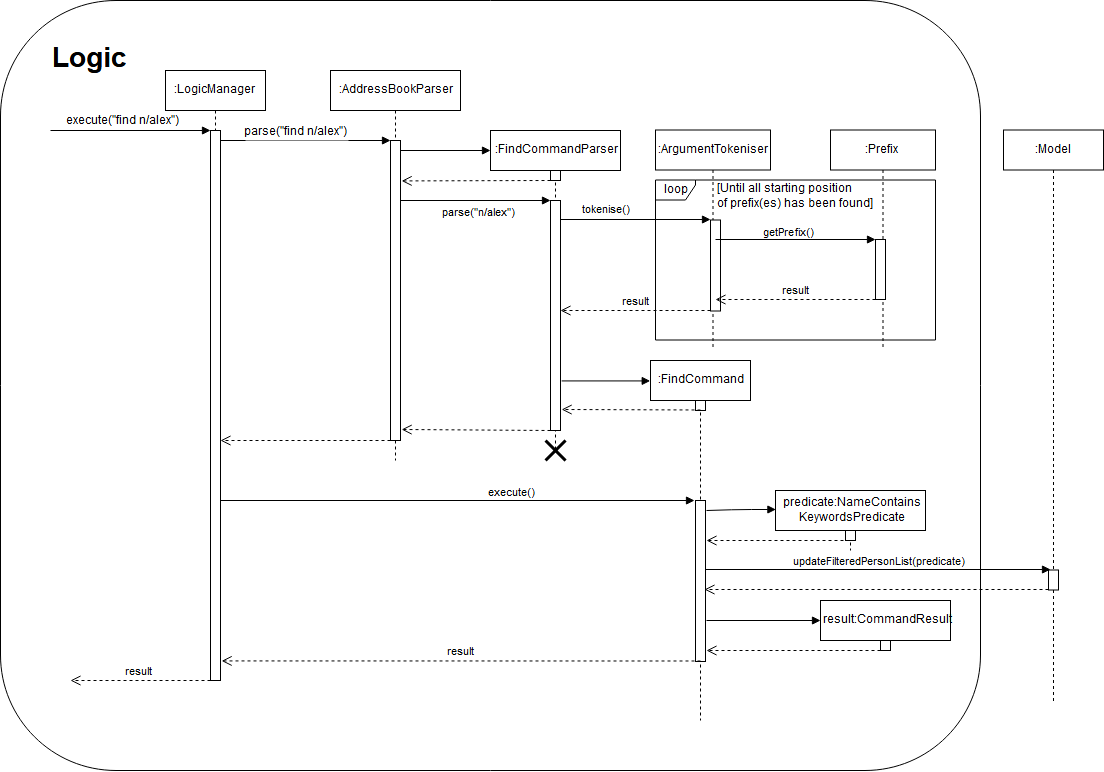 Logic
:LogicManager
:AddressBookParser
execute("find n/alex")
parse("find n/alex")
:FindCommandParser
:ArgumentTokeniser
:Prefix
:Model
loop
[Until all starting position
of prefix(es) has been found]
parse("n/alex")
tokenise()
getPrefix()
result
result
:FindCommand
execute()
predicate:NameContains
KeywordsPredicate
updateFilteredPersonList(predicate)
result:CommandResult
result
result